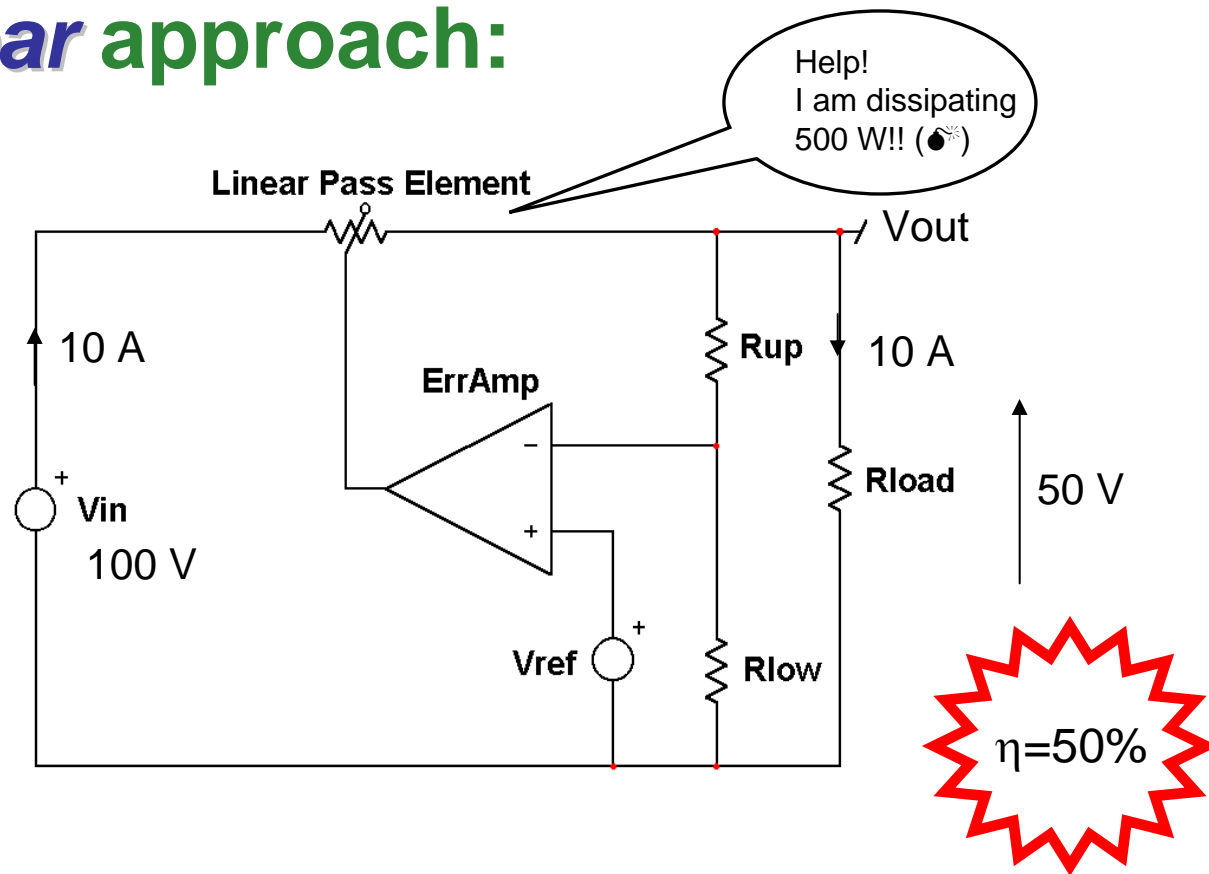 ar approach:
Help!
I am dissipating
500 W!! (💣)
Linear Pass Element
Vout
10 A
Rup
10 A
ErrAmp
−
+
Vin
100 V
+
Rload
50 V
Vref
+
Rlow
η=50%